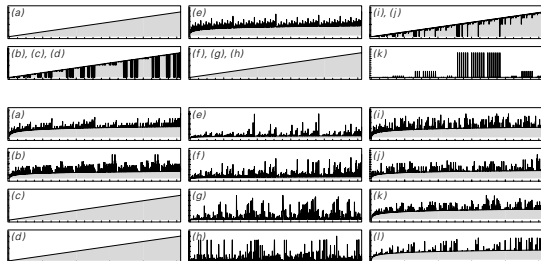 (a) (e) (i), (j)
(b), (c), (d) (f), (g), (h) (k)
(a) (e) (i)
(b) (f) (j)
(c) (g) (k)
(d) (h) (l)